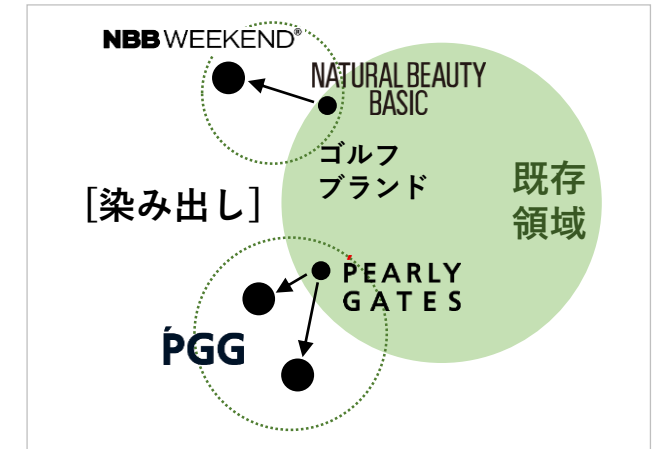 NBB WEEKEND®
NATURAL BEAUTY
BASIC
ゴルフ
ブランド
既存
領域
[染み出し]
PEARLY
GATES
PGG